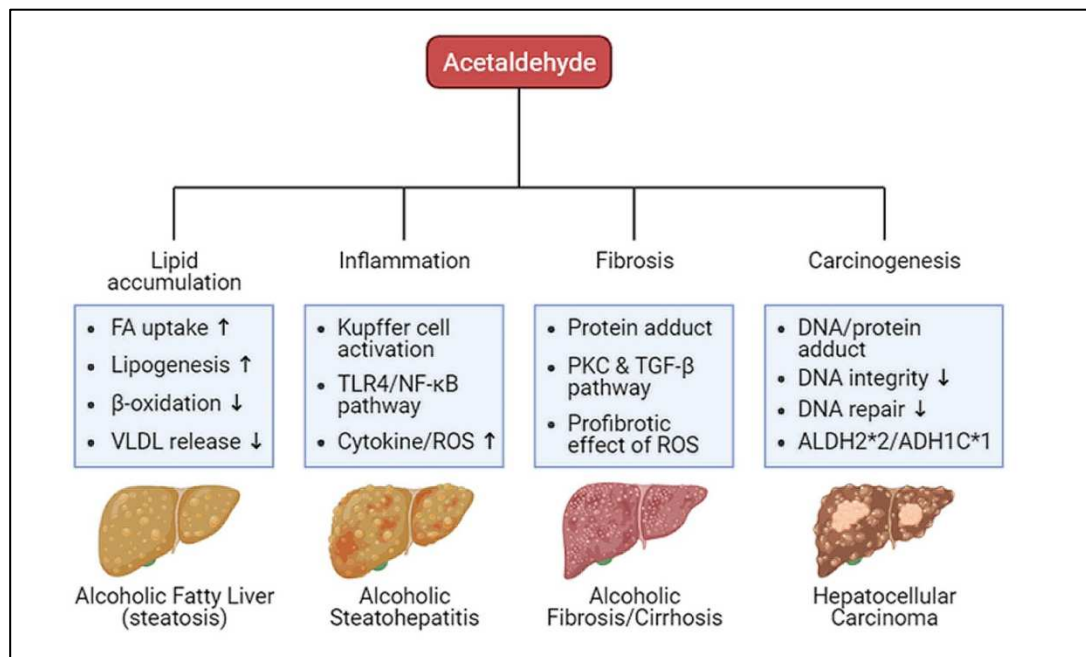 Acetaldehyde
Lipid
accumulation
• FA uptake ↑
• Lipogenesis ↑
• β-oxidation ↓
• VLDL release ↓
Alcoholic Fatty Liver
(steatosis)
Inflammation
• Kupffer cell
activation
• TLR4/NF-κB
pathway
• Cytokine/ROS ↑
Alcoholic
Steatohepatitis
Fibrosis
• Protein adduct
• PKC & TGF-β
pathway
• Profibrotic
effect of ROS
Alcoholic
Fibrosis/Cirrhosis
Carcinogenesis
• DNA/protein
adduct
• DNA integrity ↓
• DNA repair ↓
• ALDH2*2/ADH1C*1
Hepatocellular
Carcinoma